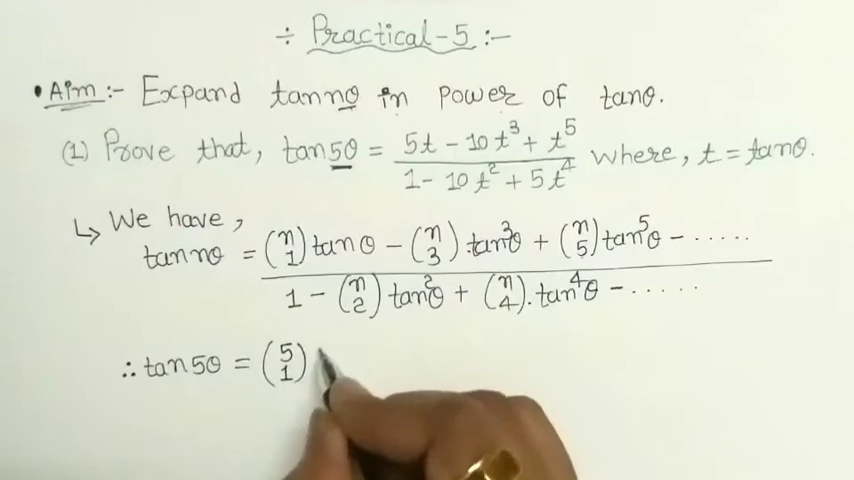 ÷ Practical-5 :-
• Aim :- Expand tannθ in power of tanθ.
(1) Prove that, tan5θ = (5t - 10t³ + t⁵) / (1 - 10t² + 5t⁴) where, t = tanθ.
↳ We have,
tan nθ = ((n 1) tan θ - (n 3) . tan³θ + (n 5) tan⁵θ - .....) / (1 - (n 2) tan²θ + (n 4) . tan⁴θ - ......)
∴ tan5θ = (5 1)